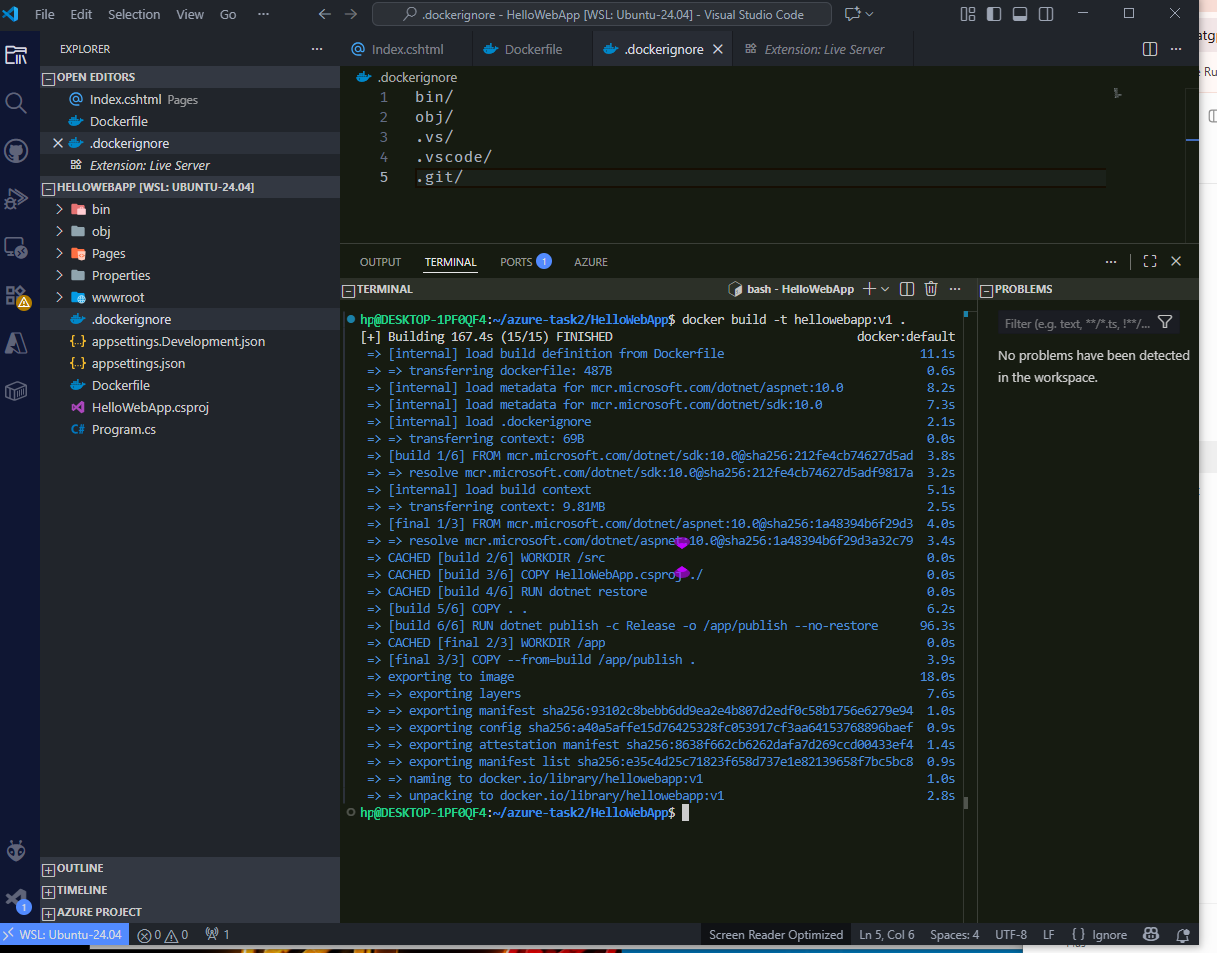 File Edit Selection View Go ··· .dockerignore - HelloWebApp [WSL: Ubuntu-24.04] - Visual Studio Code
EXPLORER
OPEN EDITORS
Index.cshtml Pages
Dockerfile
.dockerignore
Extension: Live Server
HELLOWEBAPP [WSL: UBUNTU-24.04]
bin
obj
Pages
Properties
wwwroot
.dockerignore
appsettings.Development.json
appsettings.json
Dockerfile
HelloWebApp.csproj
C# Program.cs
OUTLINE
TIMELINE
AZURE PROJECT
Index.cshtml Dockerfile .dockerignore Extension: Live Server
.dockerignore
1 bin/
2 obj/
3 .vs/
4 .vscode/
5 .git/
OUTPUT TERMINAL PORTS 1 AZURE
TERMINAL bash - HelloWebApp
hp@DESKTOP-1PF0QF4:~/azure-task2/HelloWebApp$ docker build -t hellowebapp:v1 .
[+] Building 167.4s (15/15) FINISHED docker:default
=> [internal] load build definition from Dockerfile 11.1s
=> => transferring dockerfile: 487B 0.6s
=> [internal] load metadata for mcr.microsoft.com/dotnet/aspnet:10.0 8.2s
=> [internal] load metadata for mcr.microsoft.com/dotnet/sdk:10.0 7.3s
=> [internal] load .dockerignore 2.1s
=> => transferring context: 69B 0.0s
=> [build 1/6] FROM mcr.microsoft.com/dotnet/sdk:10.0@sha256:212fe4cb74627d5ad 3.8s
=> => resolve mcr.microsoft.com/dotnet/sdk:10.0@sha256:212fe4cb74627d5adf9817a 3.2s
=> [internal] load build context 5.1s
=> => transferring context: 9.81MB 2.5s
=> [final 1/3] FROM mcr.microsoft.com/dotnet/aspnet:10.0@sha256:1a48394b6f29d3 4.0s
=> => resolve mcr.microsoft.com/dotnet/aspnet:10.0@sha256:1a48394b6f29d3a32c79 3.4s
=> CACHED [build 2/6] WORKDIR /src 0.0s
=> CACHED [build 3/6] COPY HelloWebApp.csproj ./ 0.0s
=> CACHED [build 4/6] RUN dotnet restore 0.0s
=> [build 5/6] COPY . . 6.2s
=> [build 6/6] RUN dotnet publish -c Release -o /app/publish --no-restore 96.3s
=> CACHED [final 2/3] WORKDIR /app 0.0s
=> [final 3/3] COPY --from=build /app/publish . 3.9s
=> exporting to image 18.0s
=> => exporting layers 7.6s
=> => exporting manifest sha256:93102c8bebb6dd9ea2e4b807d2edf0c58b1756e6279e94 1.0s
=> => exporting config sha256:a40a5affe15d76425328fc053917cf3aa64153768896baef 0.9s
=> => exporting attestation manifest sha256:8638f662cb6262dafa7d269ccd00433ef4 1.4s
=> => exporting manifest list sha256:e35c4d25c71823f658d737e1e82139658f7bc5bc8 0.9s
=> => naming to docker.io/library/hellowebapp:v1 1.0s
=> => unpacking to docker.io/library/hellowebapp:v1 2.8s
hp@DESKTOP-1PF0QF4:~/azure-task2/HelloWebApp$
PROBLEMS
Filter (e.g. text, **/*.ts, !**/...
No problems have been detected
in the workspace.
1
WSL: Ubuntu-24.04 0 0 1 Screen Reader Optimized Ln 5, Col 6 Spaces: 4 UTF-8 LF { } Ignore